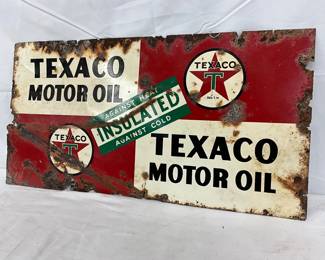 TEXACO
MOTOR OIL
TEXACO
T
AGAINST HEAT
INSULATED
AGAINST COLD
TEXACO
T
TEXACO
MOTOR OIL